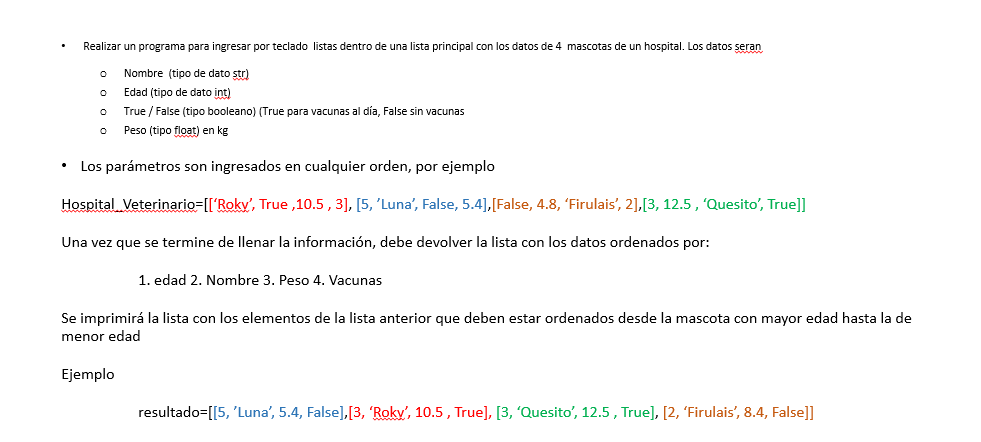 • Realizar un programa para ingresar por teclado listas dentro de una lista principal con los datos de 4 mascotas de un hospital. Los datos seran
o Nombre (tipo de dato str)
o Edad (tipo de dato int)
o True / False (tipo booleano) (True para vacunas al día, False sin vacunas
o Peso (tipo float) en kg
• Los parámetros son ingresados en cualquier orden, por ejemplo
Hospital_Veterinario=[[‘Roky’, True ,10.5 , 3], [5, ’Luna’, False, 5.4],[False, 4.8, ‘Firulais’, 2],[3, 12.5 , ‘Quesito’, True]]
Una vez que se termine de llenar la información, debe devolver la lista con los datos ordenados por:
1. edad 2. Nombre 3. Peso 4. Vacunas
Se imprimirá la lista con los elementos de la lista anterior que deben estar ordenados desde la mascota con mayor edad hasta la de
menor edad
Ejemplo
resultado=[[5, ’Luna’, 5.4, False],[3, ‘Roky’, 10.5 , True], [3, ‘Quesito’, 12.5 , True], [2, ‘Firulais’, 8.4, False]]